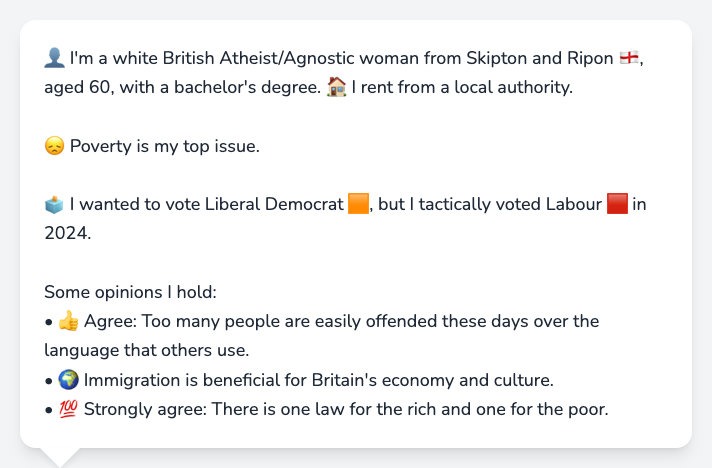 👤 I'm a white British Atheist/Agnostic woman from Skipton and Ripon 🏴󠁧󠁢󠁥󠁮󠁧󠁿,
aged 60, with a bachelor's degree. 🏠 I rent from a local authority.
😞 Poverty is my top issue.
🗳️ I wanted to vote Liberal Democrat 🟧, but I tactically voted Labour 🟥 in
2024.
Some opinions I hold:
• 👍 Agree: Too many people are easily offended these days over the
language that others use.
• 🌍 Immigration is beneficial for Britain's economy and culture.
• 💯 Strongly agree: There is one law for the rich and one for the poor.